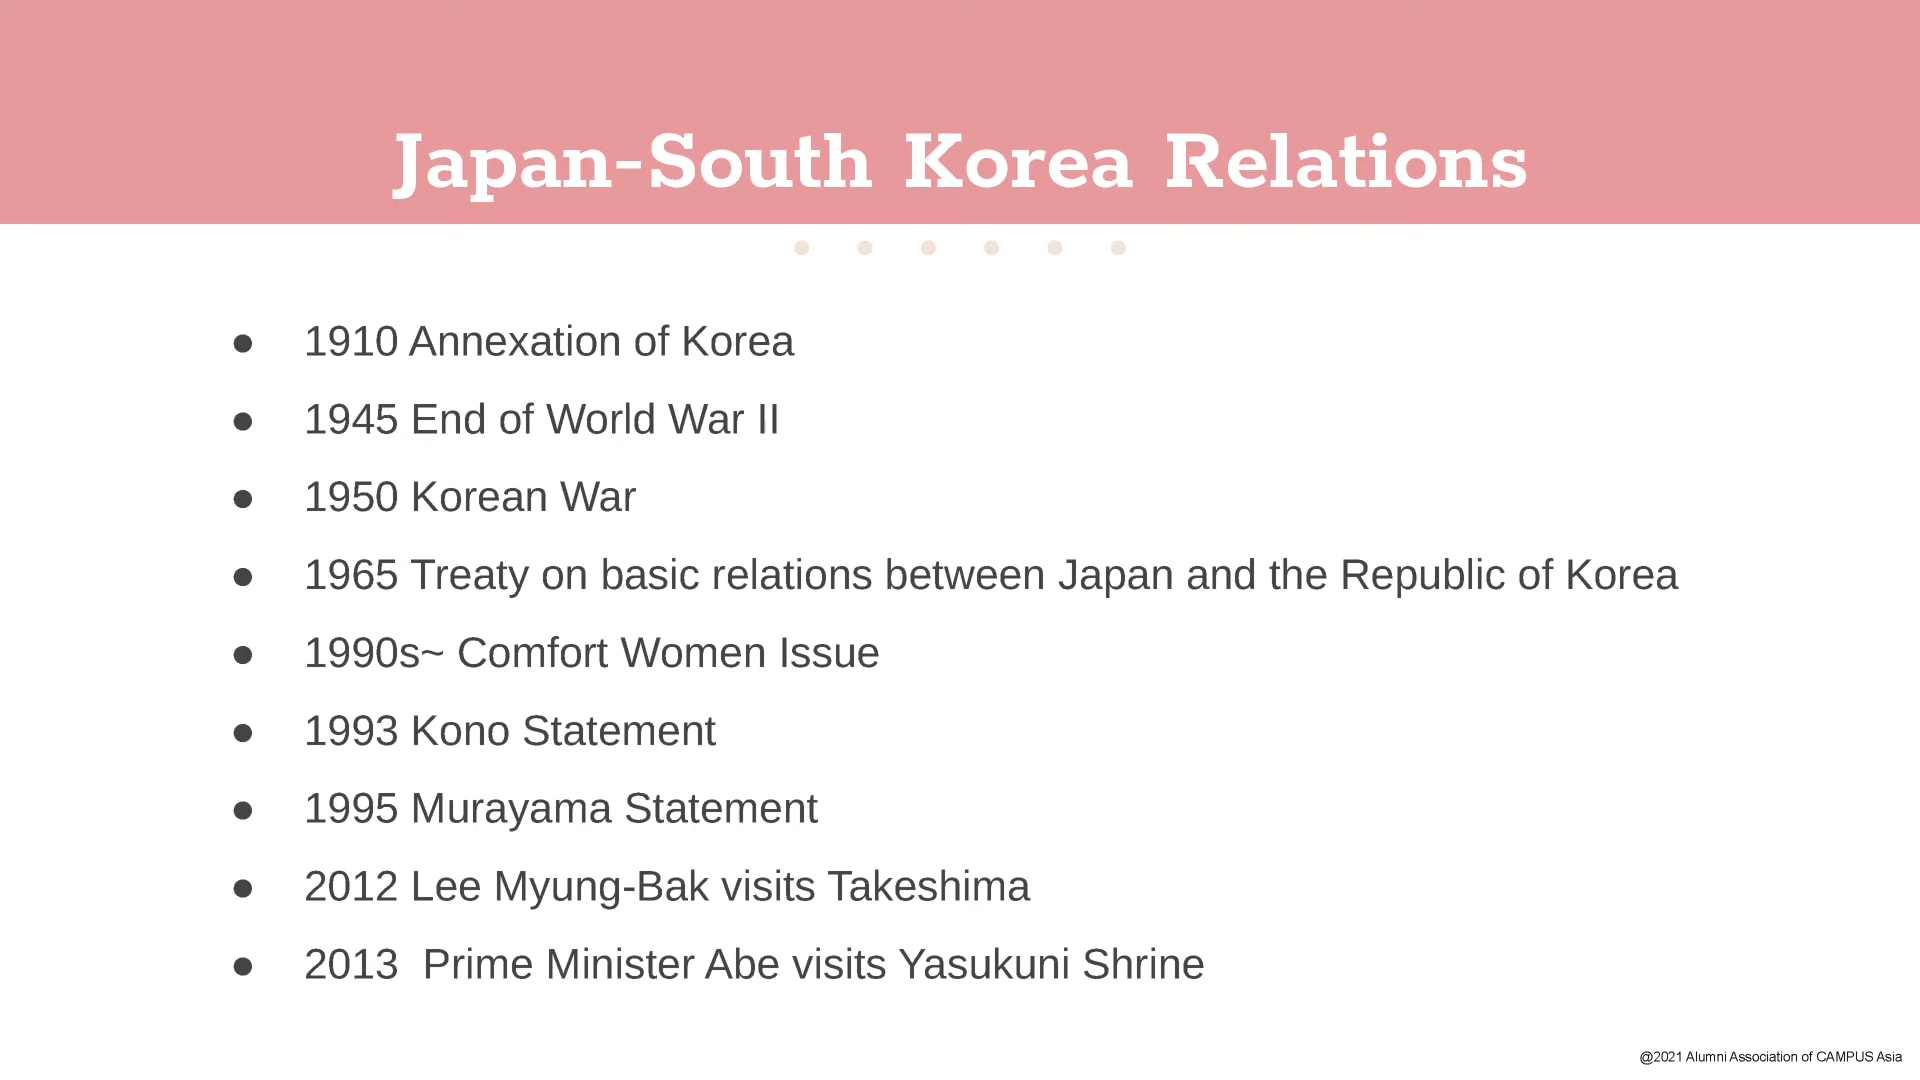 Japan-South Korea Relations
● 1910 Annexation of Korea
● 1945 End of World War II
● 1950 Korean War
● 1965 Treaty on basic relations between Japan and the Republic of Korea
● 1990s~ Comfort Women Issue
● 1993 Kono Statement
● 1995 Murayama Statement
● 2012 Lee Myung-Bak visits Takeshima
● 2013  Prime Minister Abe visits Yasukuni Shrine
@2021 Alumni Association of CAMPUS Asia